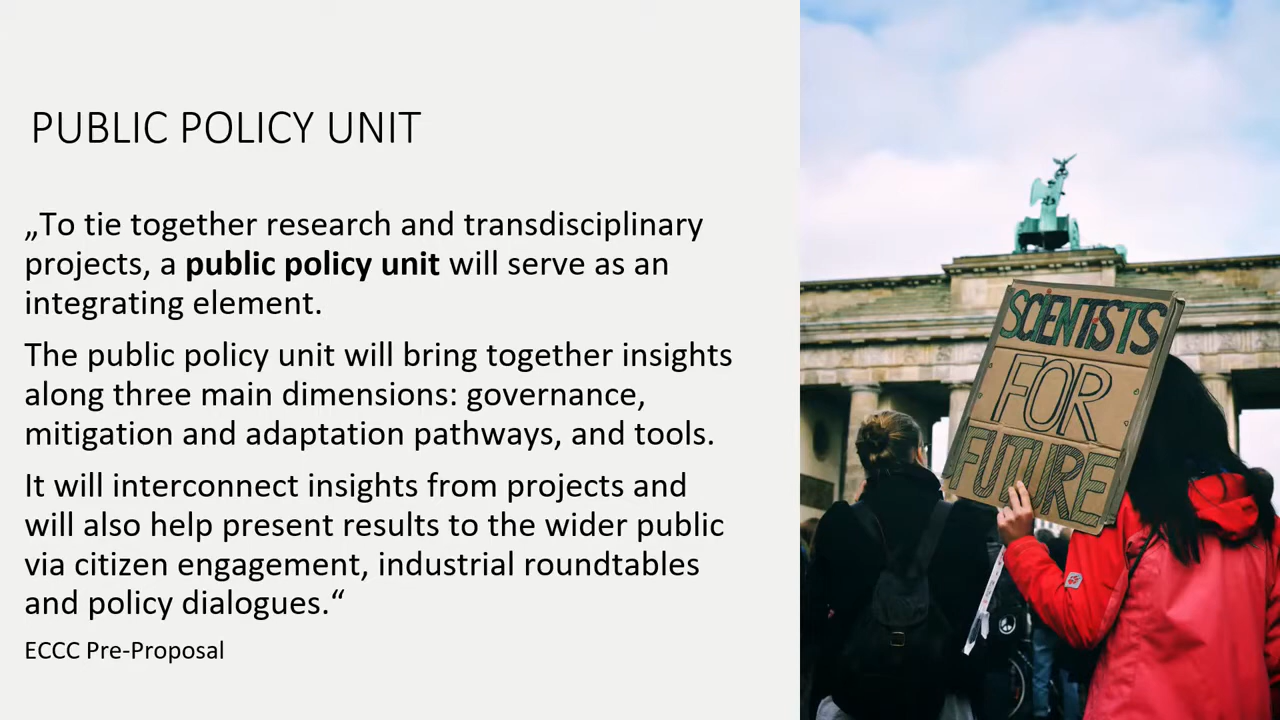 PUBLIC POLICY UNIT
„To tie together research and transdisciplinary
projects, a public policy unit will serve as an
integrating element.
The public policy unit will bring together insights
along three main dimensions: governance,
mitigation and adaptation pathways, and tools.
It will interconnect insights from projects and
will also help present results to the wider public
via citizen engagement, industrial roundtables
and policy dialogues.“
ECCC Pre-Proposal
SCIENTISTS
FOR
FUTURE